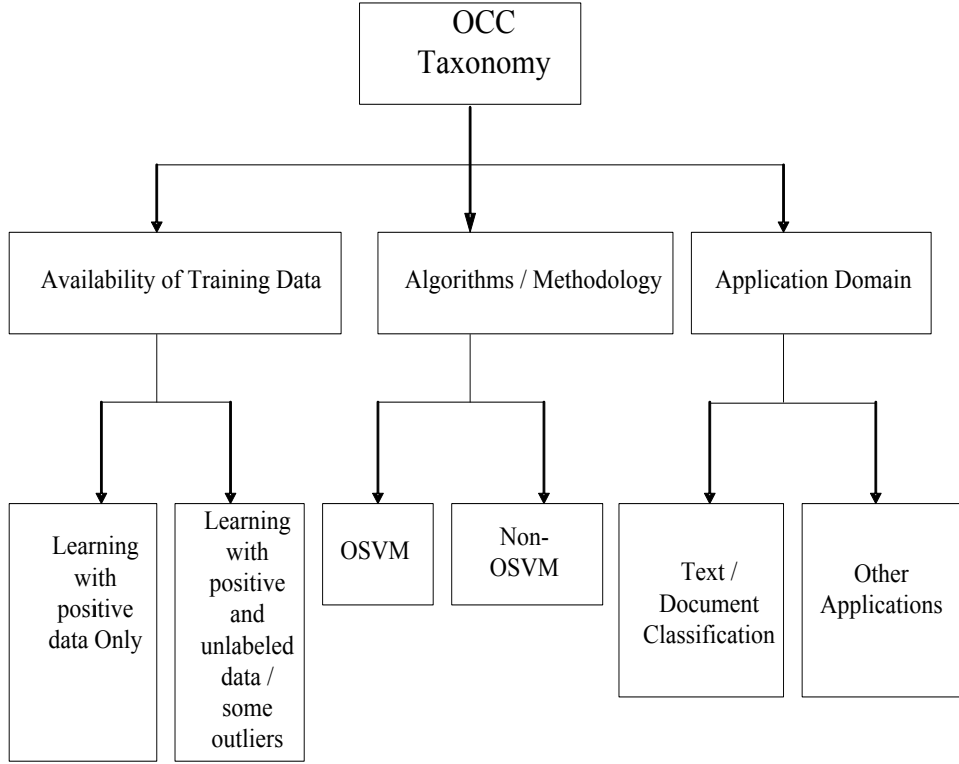 OCC
Taxonomy
Availability of Training Data
Algorithms / Methodology
Application Domain
Learning
with
positive
data Only
Learning
with
positive
and
unlabeled
data /
some
outliers
OSVM
Non-
OSVM
Text /
Document
Classification
Other
Applications